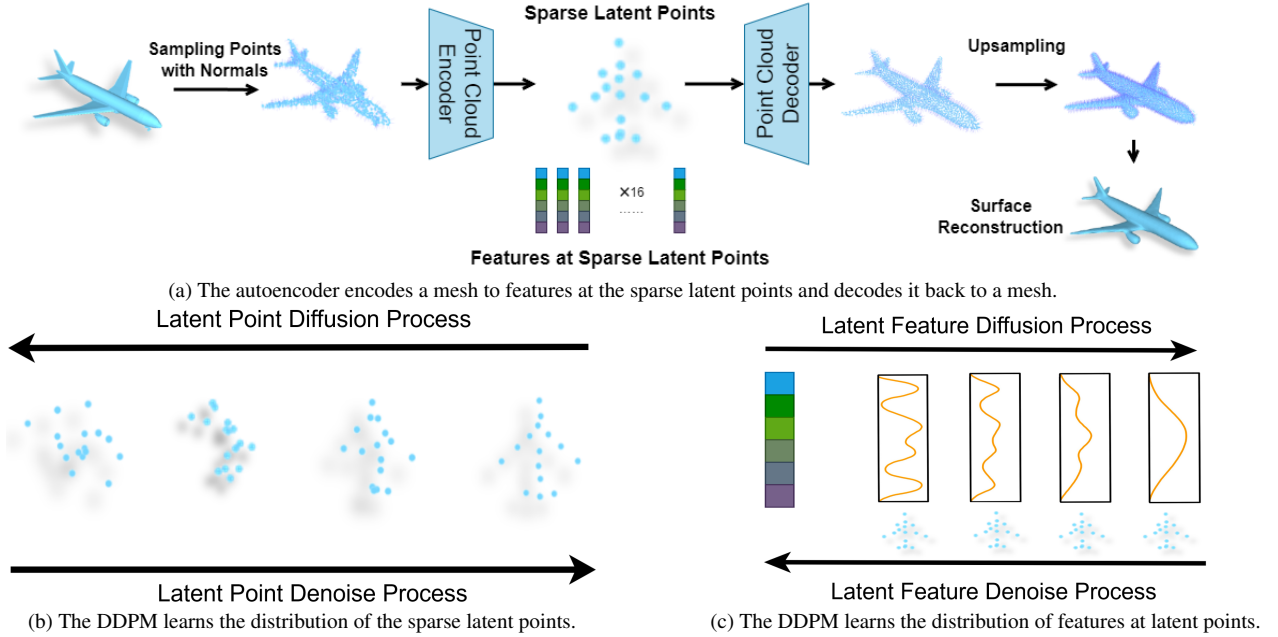 Sparse Latent Points
Sampling Points
with Normals
Point Cloud
Encoder
Point Cloud
Decoder
Upsampling
×16
......
Surface
Reconstruction
Features at Sparse Latent Points
(a) The autoencoder encodes a mesh to features at the sparse latent points and decodes it back to a mesh.
Latent Point Diffusion Process
Latent Point Denoise Process
(b) The DDPM learns the distribution of the sparse latent points.
Latent Feature Diffusion Process
Latent Feature Denoise Process
(c) The DDPM learns the distribution of features at latent points.